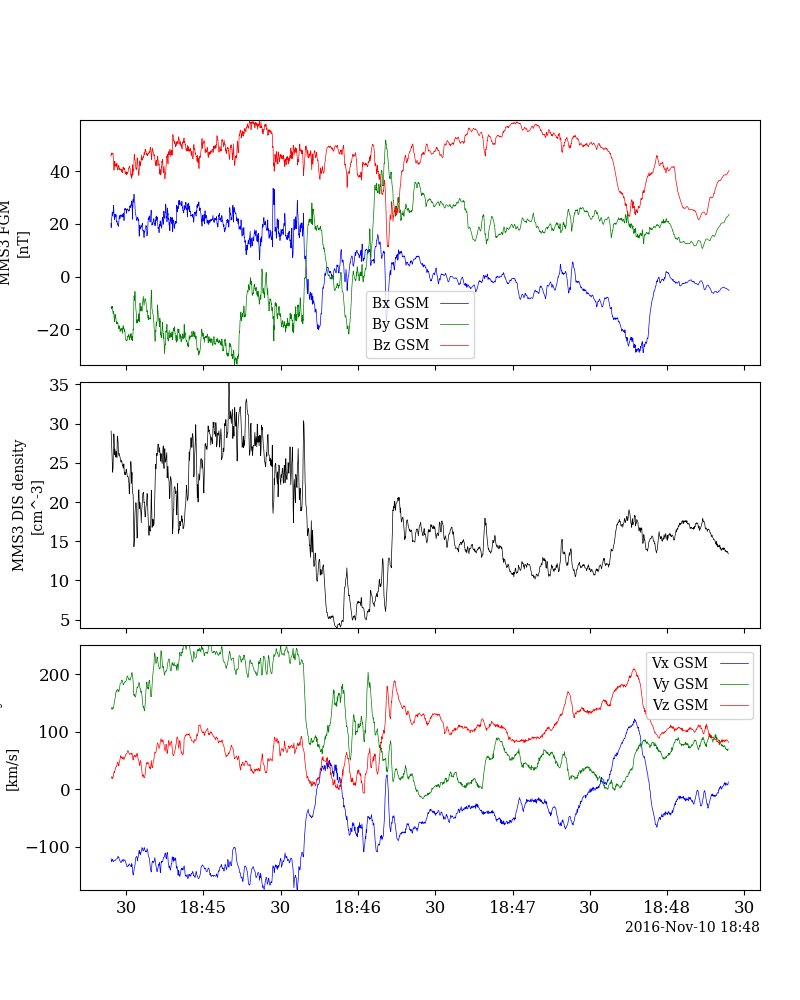 MMS3 FGM
[nT]
40
20
0
−20
Bx GSM
By GSM
Bz GSM
MMS3 DIS density
[cm^-3]
35
30
25
20
15
10
5
[km/s]
200
100
0
−100
Vx GSM
Vy GSM
Vz GSM
30 18:45 30 18:46 30 18:47 30 18:48 30
2016-Nov-10 18:48